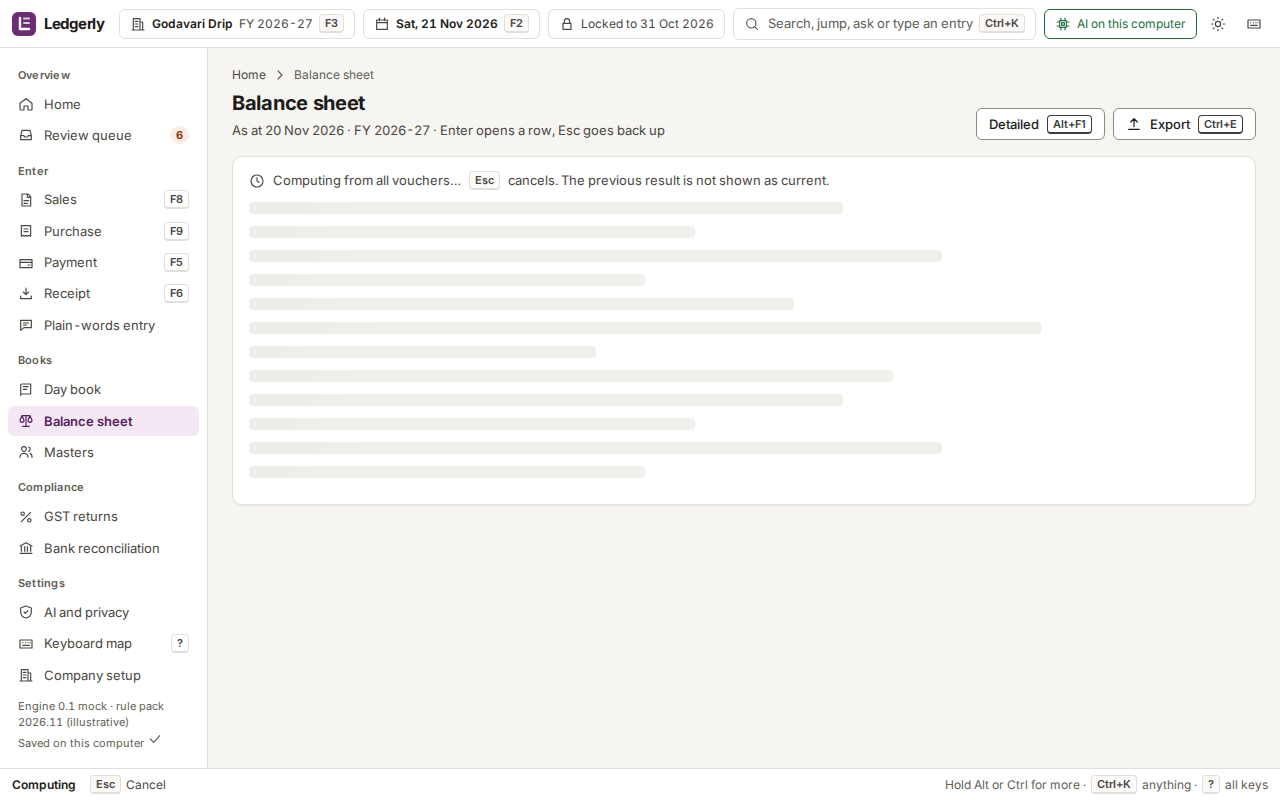 Ledgerly
Godavari Drip FY 2026-27 F3
Sat, 21 Nov 2026 F2
Locked to 31 Oct 2026
Search, jump, ask or type an entry Ctrl+K
AI on this computer
Overview
Home
Review queue 6
Enter
Sales F8
Purchase F9
Payment F5
Receipt F6
Plain-words entry
Books
Day book
Balance sheet
Masters
Compliance
GST returns
Bank reconciliation
Settings
AI and privacy
Keyboard map ?
Company setup
Engine 0.1 mock · rule pack
2026.11 (illustrative)
Saved on this computer
Home Balance sheet
Balance sheet
As at 20 Nov 2026 · FY 2026-27 · Enter opens a row, Esc goes back up
Detailed Alt+F1
Export Ctrl+E
Computing from all vouchers... Esc cancels. The previous result is not shown as current.
Computing Esc Cancel
Hold Alt or Ctrl for more · Ctrl+K anything · ? all keys